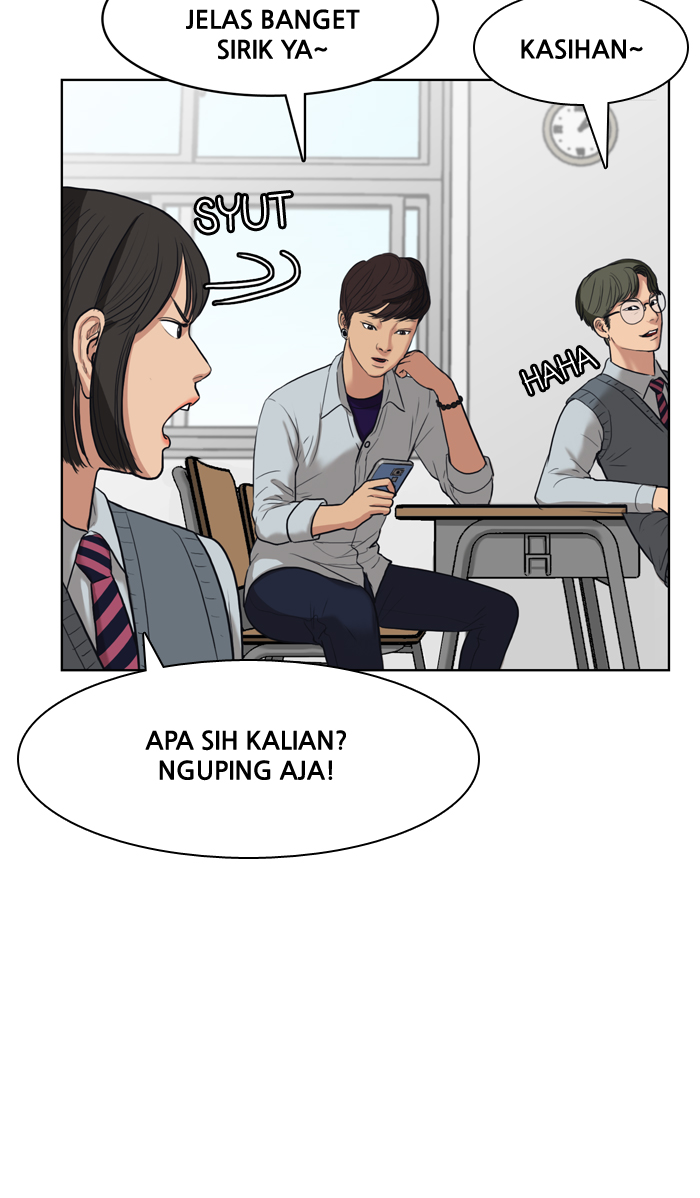 JELAS BANGET
SIRIK YA~
KASIHAN~
SYUT
HAHA
APA SIH KALIAN?
NGUPING AJA!